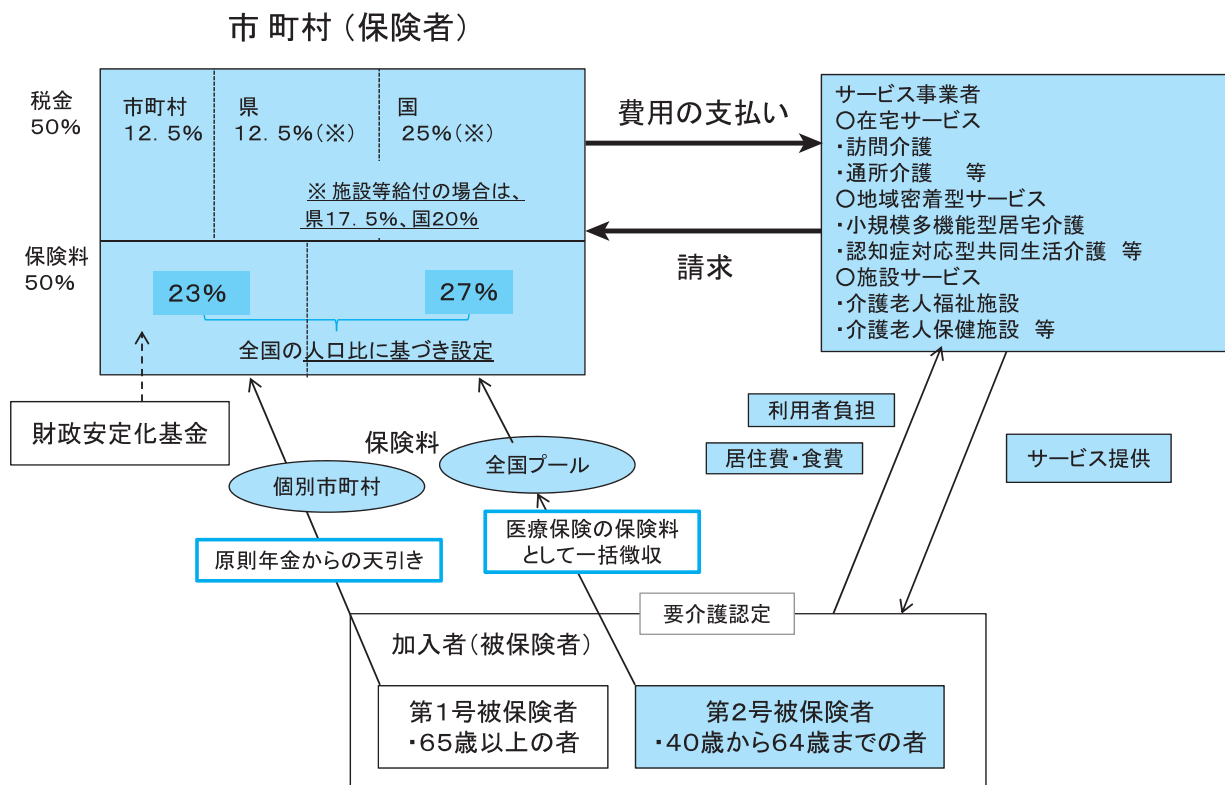 市町村（保険者）
税金
50%
市町村
12.5%
県
12.5%(※)
国
25%(※)
※ 施設等給付の場合は、
県17.5%、国20%
保険料
50%
23%
27%
全国の人口比に基づき設定
財政安定化基金
費用の支払い
請求
サービス事業者
○在宅サービス
・訪問介護
・通所介護　等
○地域密着型サービス
・小規模多機能型居宅介護
・認知症対応型共同生活介護 等
○施設サービス
・介護老人福祉施設
・介護老人保健施設 等
保険料
個別市町村
全国プール
利用者負担
居住費・食費
サービス提供
原則年金からの天引き
医療保険の保険料
として一括徴収
要介護認定
加入者(被保険者)
第1号被保険者
・65歳以上の者
第2号被保険者
・40歳から64歳までの者